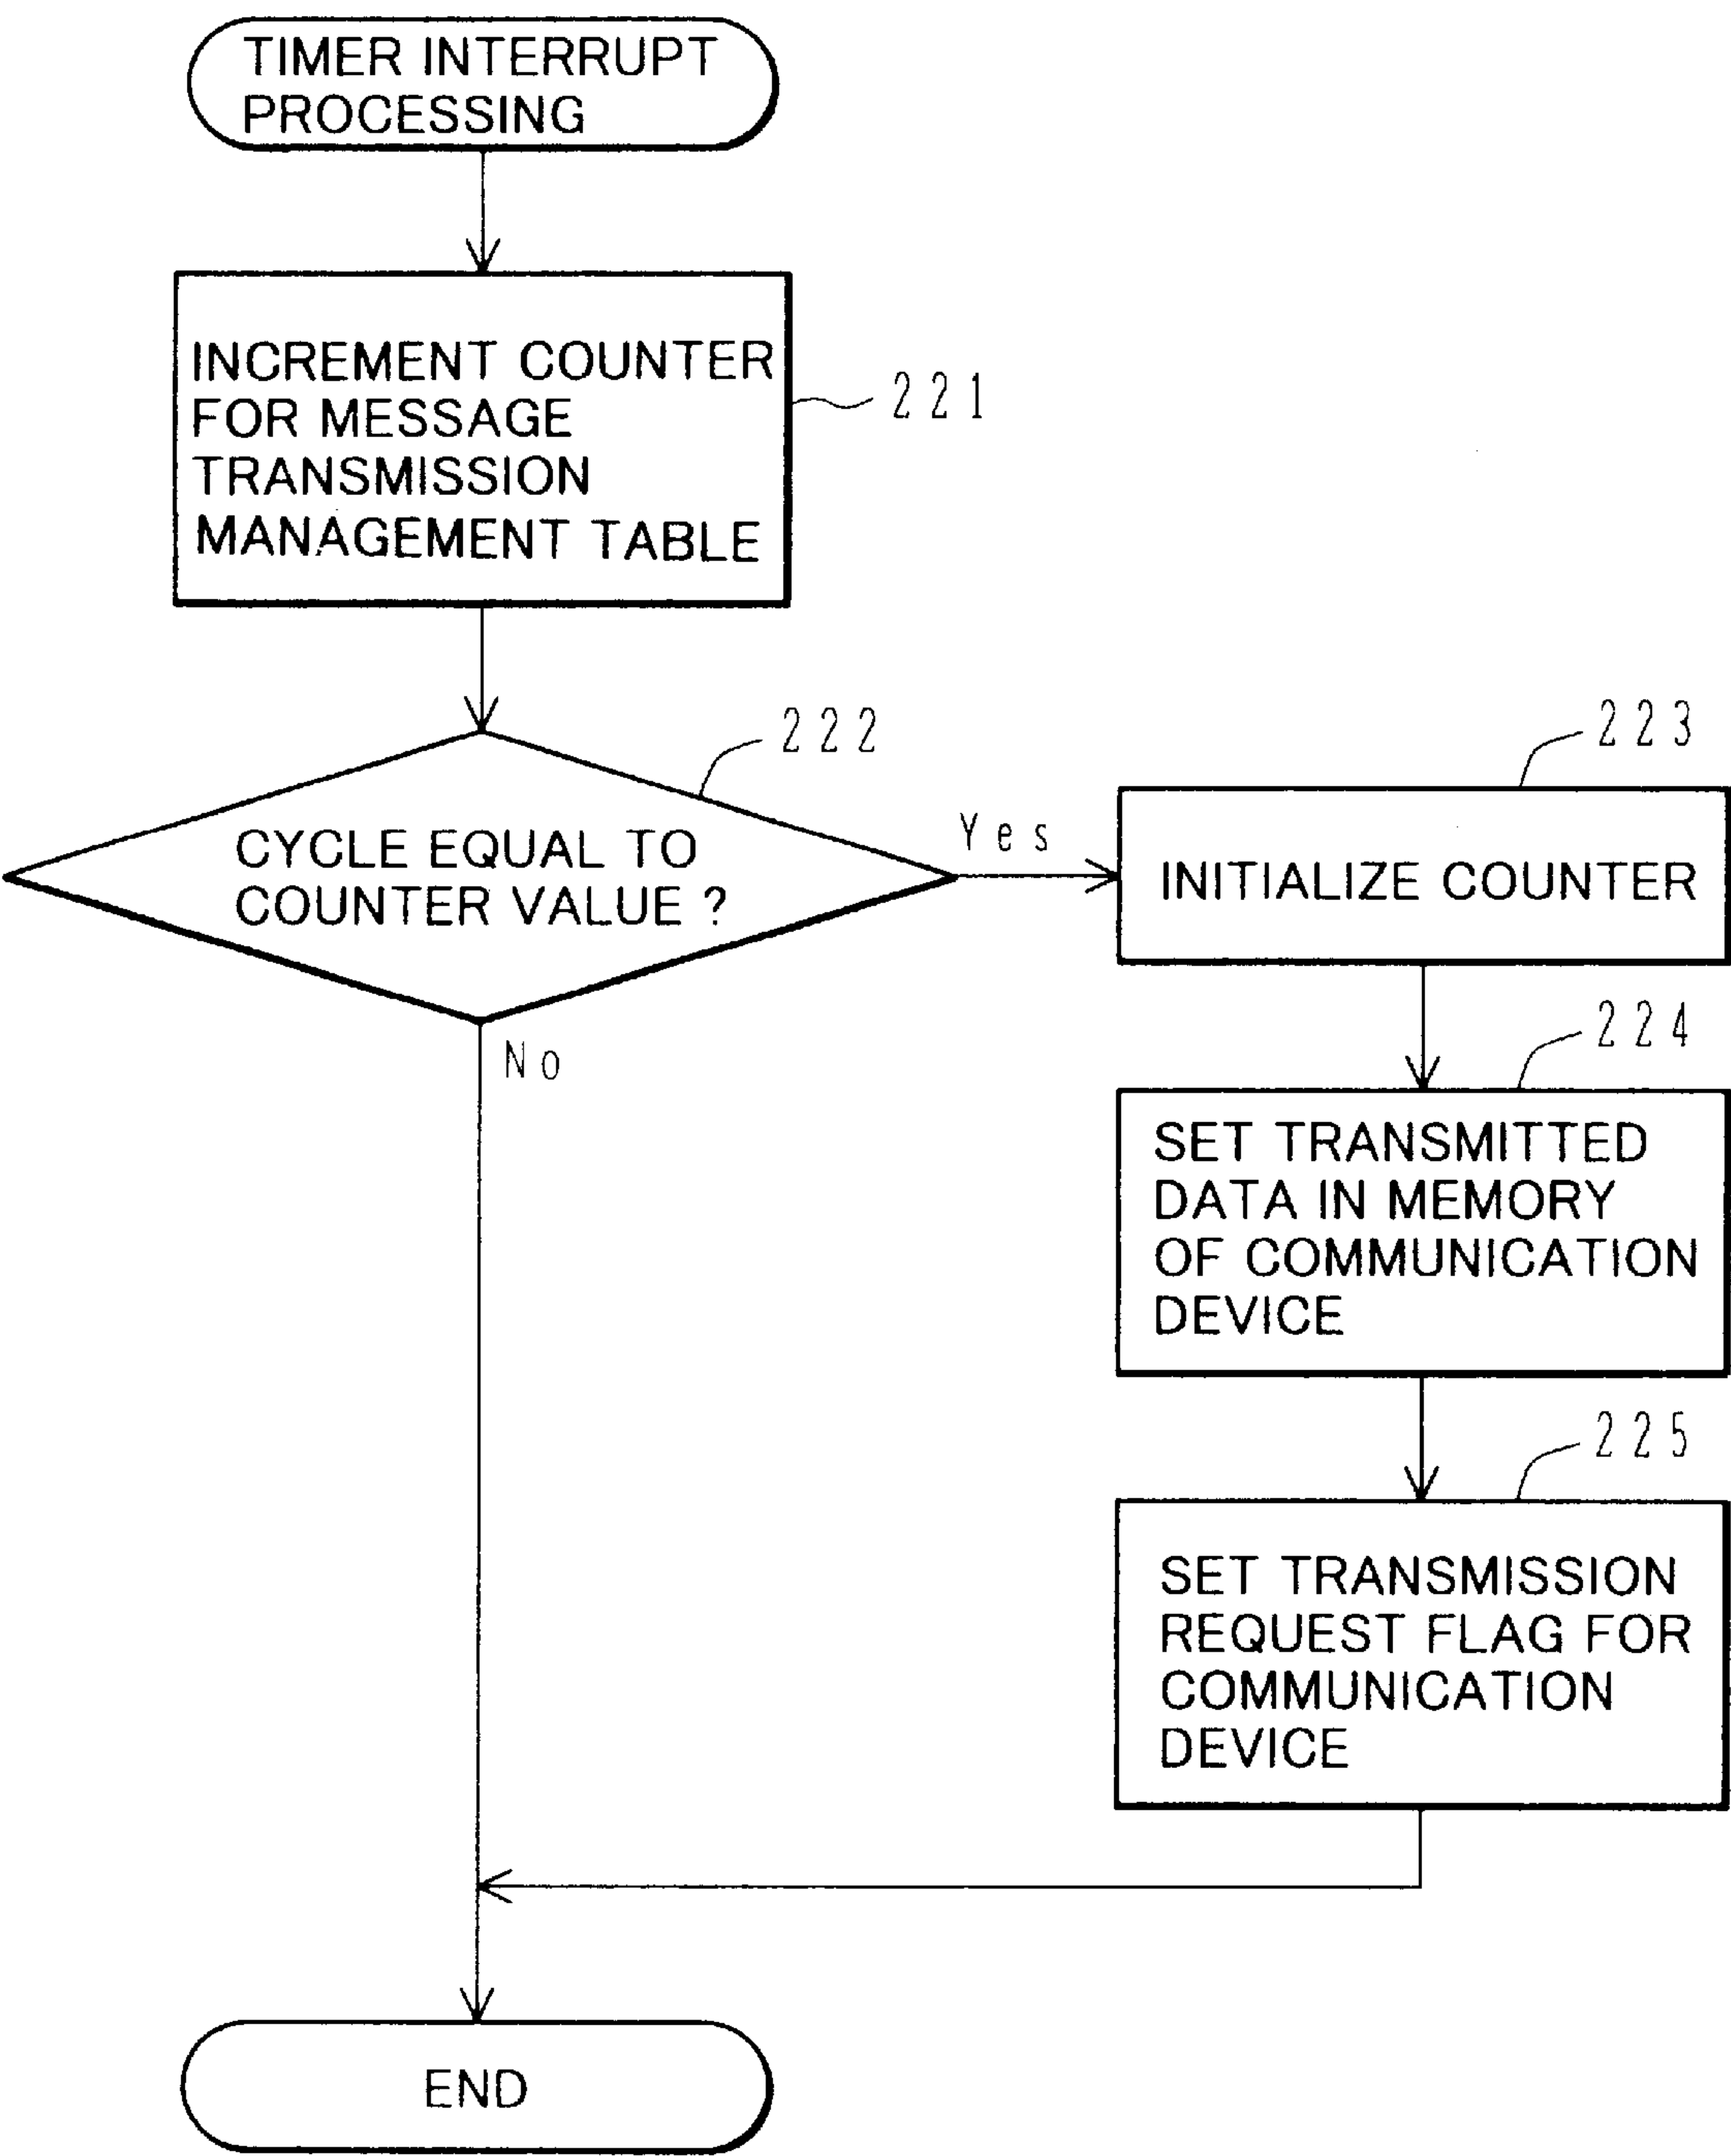 TIMER INTERRUPT
PROCESSING
INCREMENT COUNTER
FOR MESSAGE
TRANSMISSION
MANAGEMENT TABLE
221
222
CYCLE EQUAL TO
COUNTER VALUE ?
Yes
No
223
INITIALIZE COUNTER
224
SET TRANSMITTED
DATA IN MEMORY
OF COMMUNICATION
DEVICE
225
SET TRANSMISSION
REQUEST FLAG FOR
COMMUNICATION
DEVICE
END